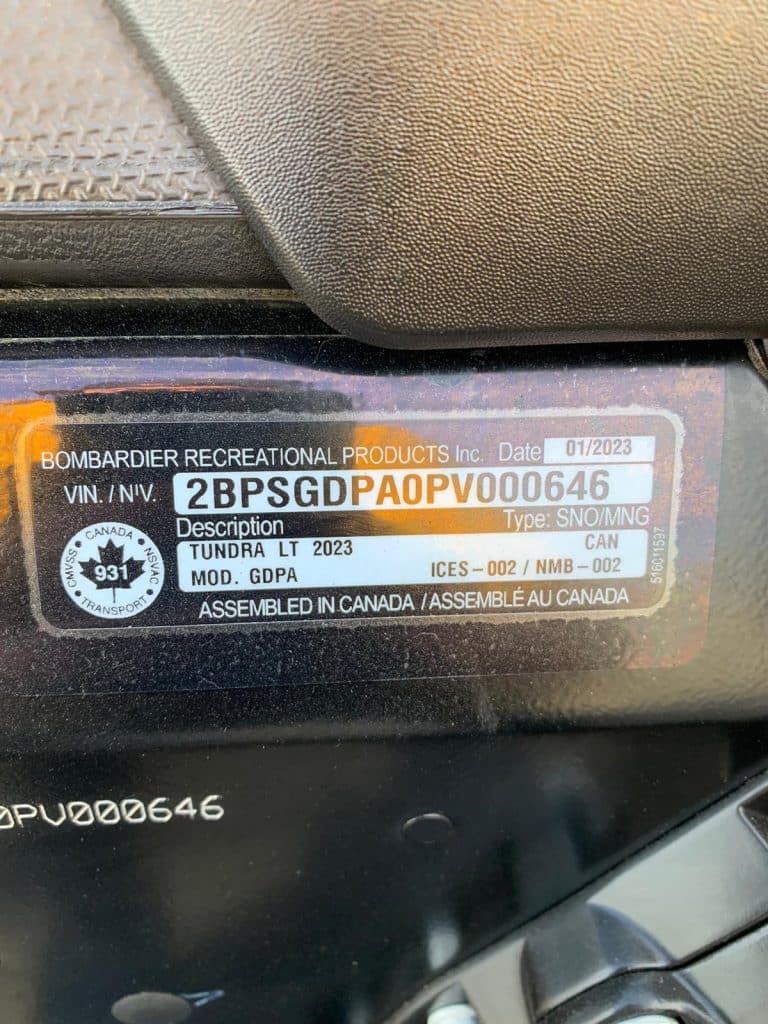 BOMBARDIER RECREATIONAL PRODUCTS Inc. Date 01/2023
VIN. / N'V. 2BPSGDPA0PV000646
Description Type: SNO/MNG
TUNDRA LT 2023 CAN
MOD. GDPA ICES-002 / NMB-002
CANADA
CMVSS 931 NSVAC
TRANSPORT
516011597
ASSEMBLED IN CANADA / ASSEMBLÉ AU CANADA
0PV000646